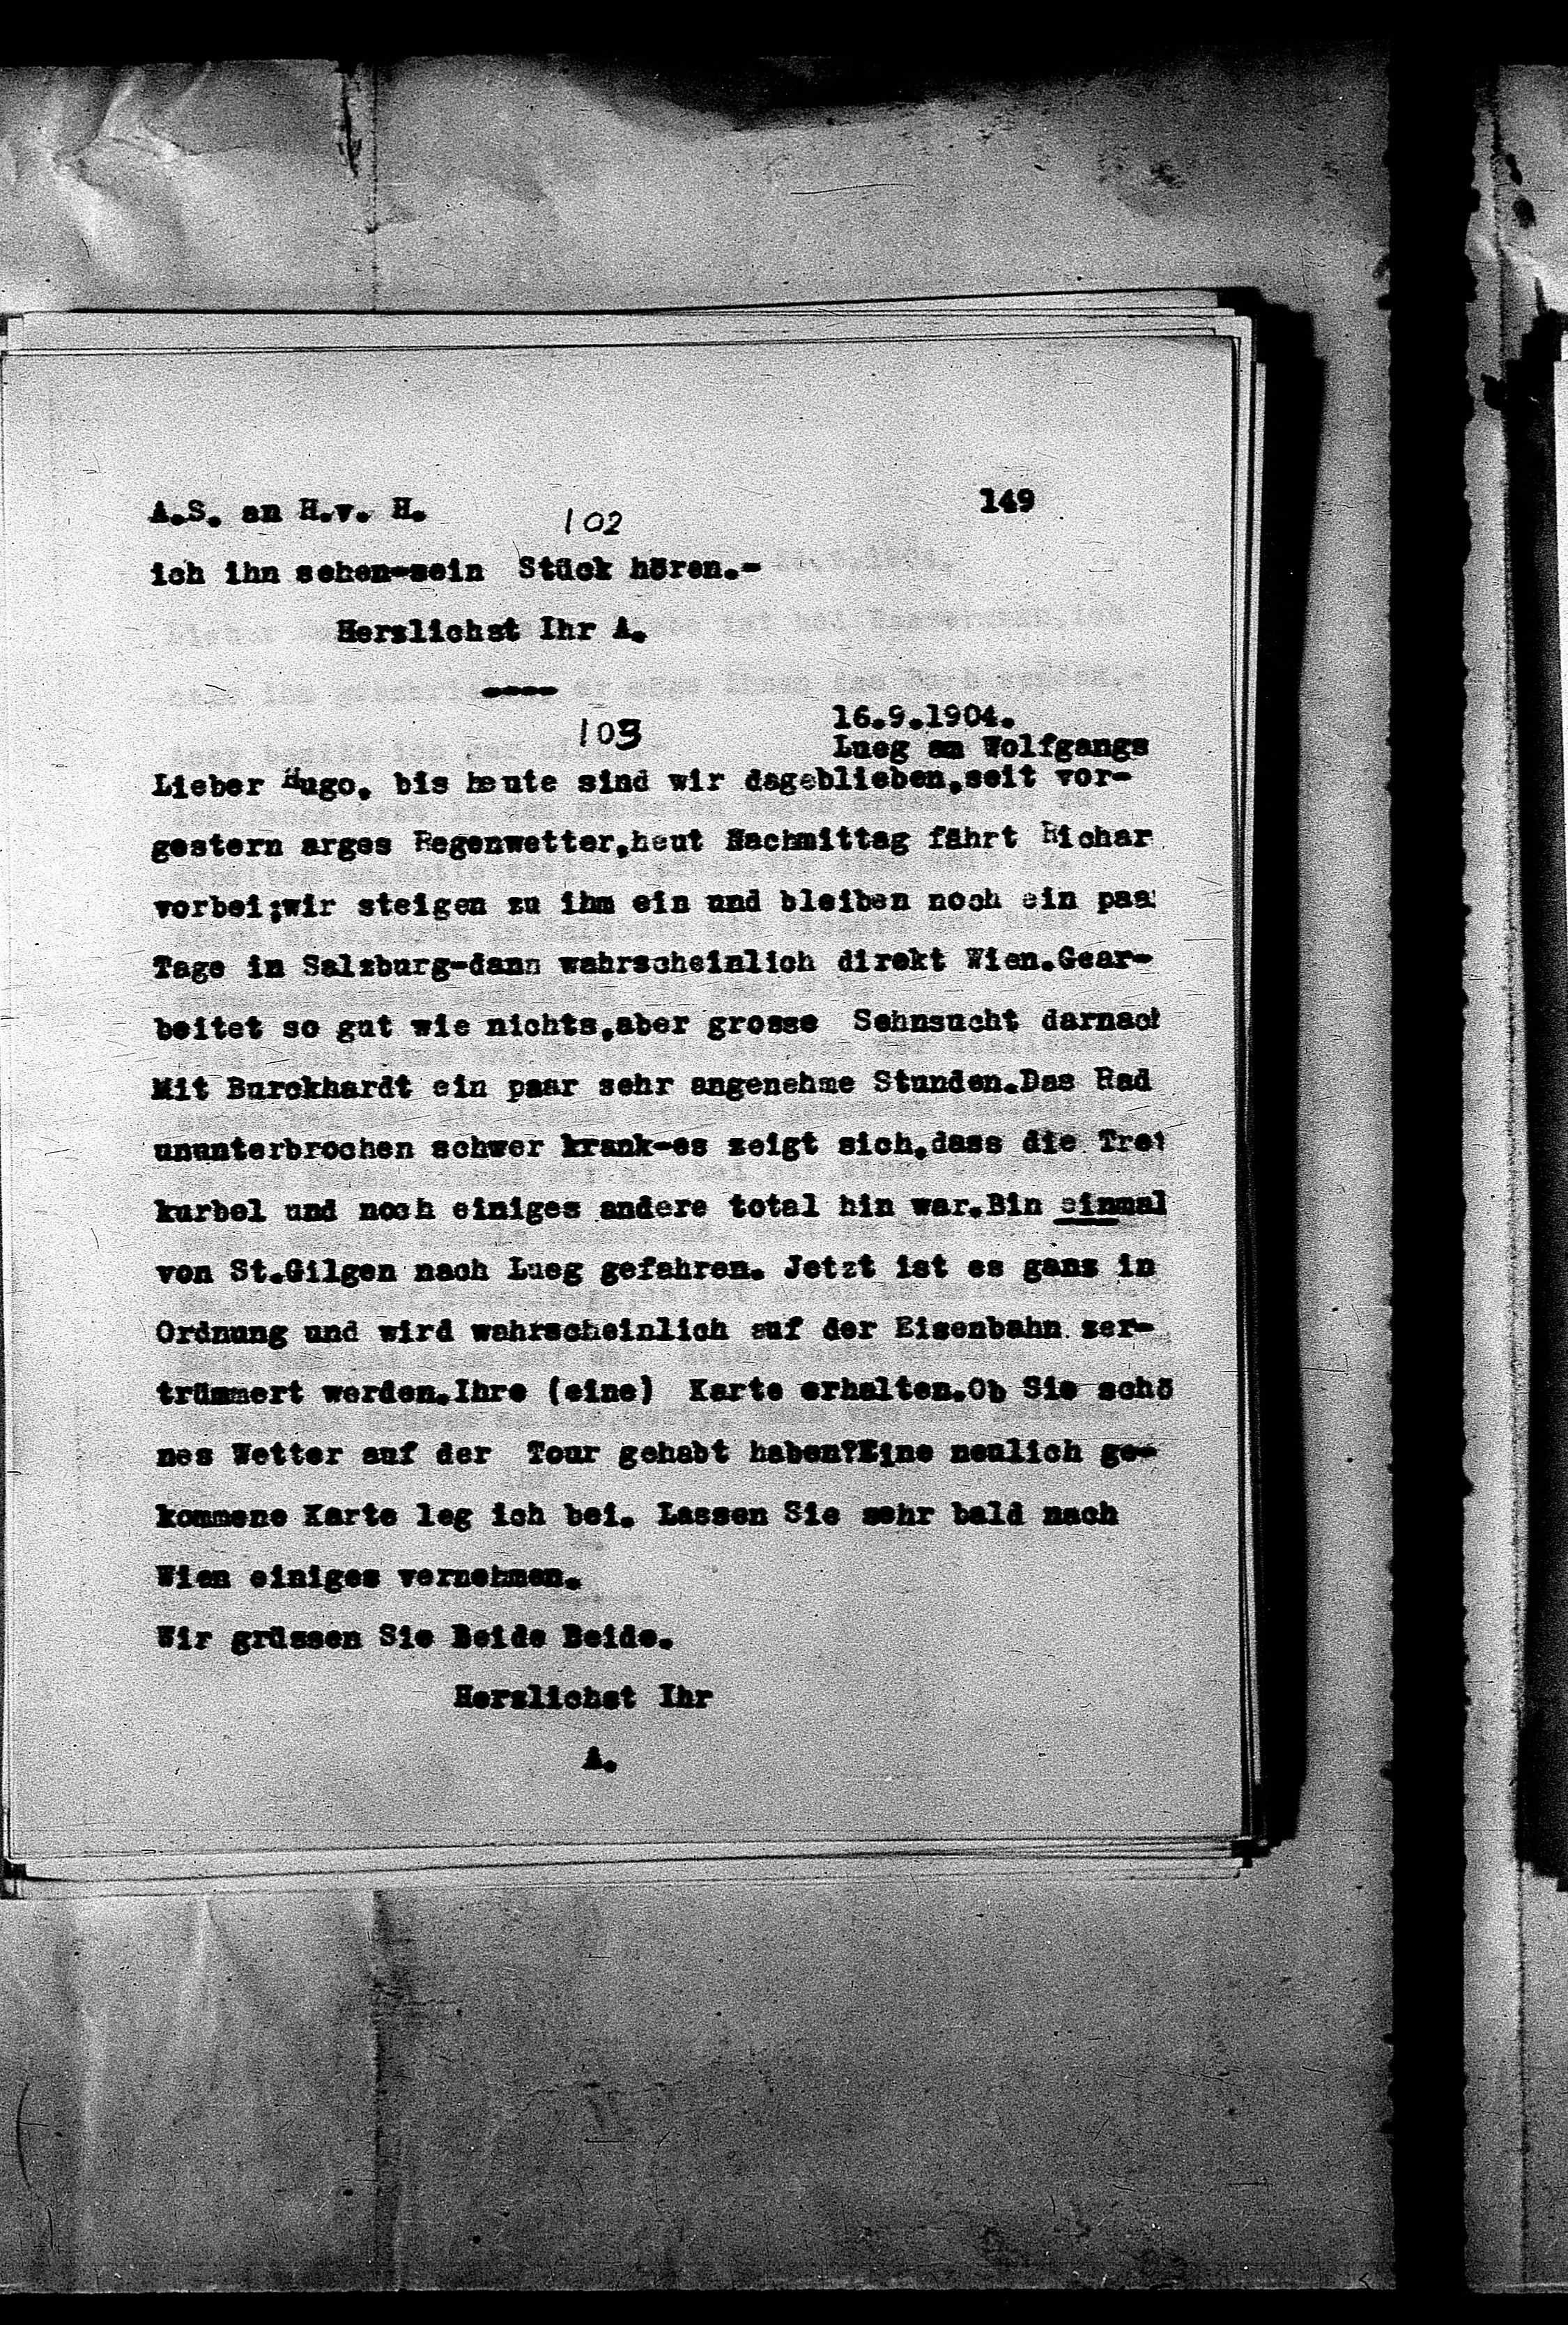 A.S. an H.v. H.
149
102
ich ihn sehen-sein Stück hören.-
Herzlichst Ihr A.
----
103
16.9.1904.
Lueg am Wolfgangs
Lieber Hugo, bis heute sind wir dageblieben,seit vor-
gestern arges Regenwetter,heut Nachmittag fährt Richar
vorbei;wir steigen zu ihm ein und bleiben noch ein paa
Tage in Salzburg-dann wahrscheinlich direkt Wien.Gear-
beitet so gut wie nichts,aber grosse Sehnsucht darnach
Mit Burckhardt ein paar sehr angenehme Stunden.Das Rad
ununterbrochen schwer krank-es zeigt sich,dass die Tret
kurbel und noch einiges andere total hin war.Bin einmal
von St.Gilgen nach Lueg gefahren. Jetzt ist es ganz in
Ordnung und wird wahrscheinlich auf der Eisenbahn zer-
trümmert werden.Ihre (eine) Karte erhalten.Ob Sie schö
nes Wetter auf der Tour gehabt haben?Eine neulich ge-
kommene Karte leg ich bei. Lassen Sie sehr bald nach
Wien einiges vernehmen.
Wir grüssen Sie Beide Beide.
Herzlichst Ihr
A.